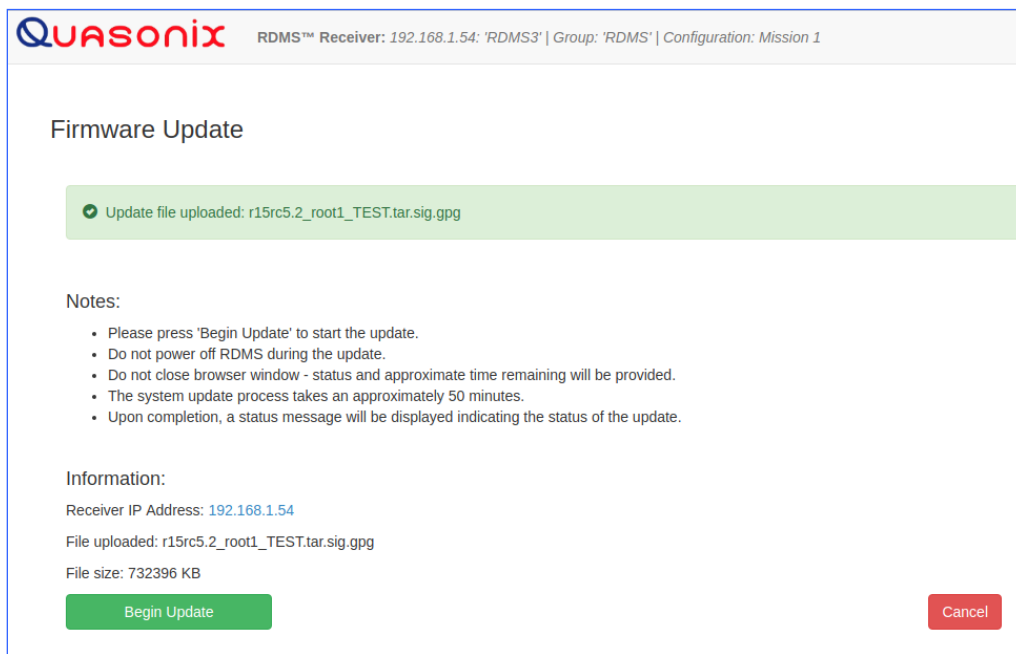 Quasonix RDMS™ Receiver: 192.168.1.54: 'RDMS3' | Group: 'RDMS' | Configuration: Mission 1
Firmware Update
Update file uploaded: r15rc5.2_root1_TEST.tar.sig.gpg
Notes:
• Please press 'Begin Update' to start the update.
• Do not power off RDMS during the update.
• Do not close browser window - status and approximate time remaining will be provided.
• The system update process takes an approximately 50 minutes.
• Upon completion, a status message will be displayed indicating the status of the update.
Information:
Receiver IP Address: 192.168.1.54
File uploaded: r15rc5.2_root1_TEST.tar.sig.gpg
File size: 732396 KB
Begin Update Cancel